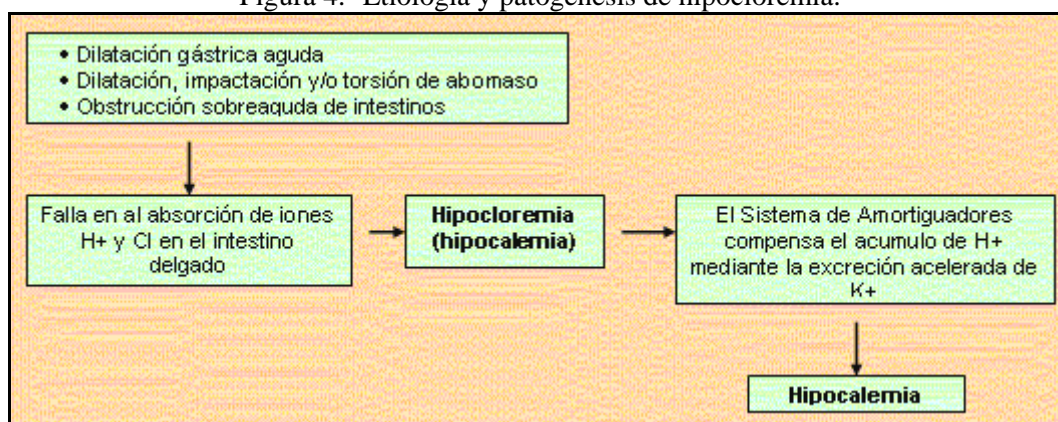 Figura 4. Etiología y patogénesis de hipocloremia.
• Dilatación gástrica aguda
• Dilatación, impactación y/o torsión de abomaso
• Obstrucción sobreaguda de intestinos
Falla en al absorción de iones
H+ y Cl en el intestino
delgado
Hipocloremia
(hipocalemia)
El Sistema de Amortiguadores
compensa el acumulo de H+
mediante la excreción acelerada de
K+
Hipocalemia